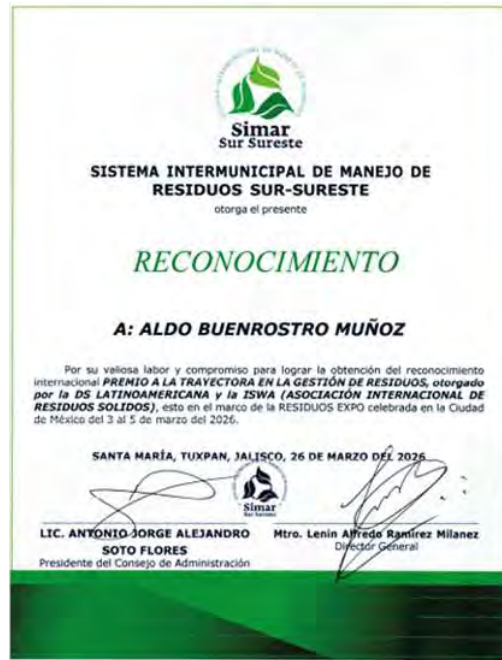 Simar
Sur Sureste
SISTEMA INTERMUNICIPAL DE MANEJO DE
RESIDUOS SUR-SURESTE
otorga el presente
RECONOCIMIENTO
A: ALDO BUENROSTRO MUÑOZ
Por su valiosa labor y compromiso para lograr la obtención del reconocimiento
internacional PREMIO A LA TRAYECTORA EN LA GESTIÓN DE RESIDUOS, otorgado
por la DS LATINOAMERICANA y la ISWA (ASOCIACIÓN INTERNACIONAL DE
RESIDUOS SOLIDOS), esto en el marco de la RESIDUOS EXPO celebrada en la Ciudad
de México del 3 al 5 de marzo del 2026.
SANTA MARÍA, TUXPAN, JALISCO, 26 DE MARZO DEL 2026
Simar
Sur Sureste
LIC. ANTONIO JORGE ALEJANDRO
SOTO FLORES
Presidente del Consejo de Administración
Mtro. Lenin Alfredo Ramírez Milanez
Director General